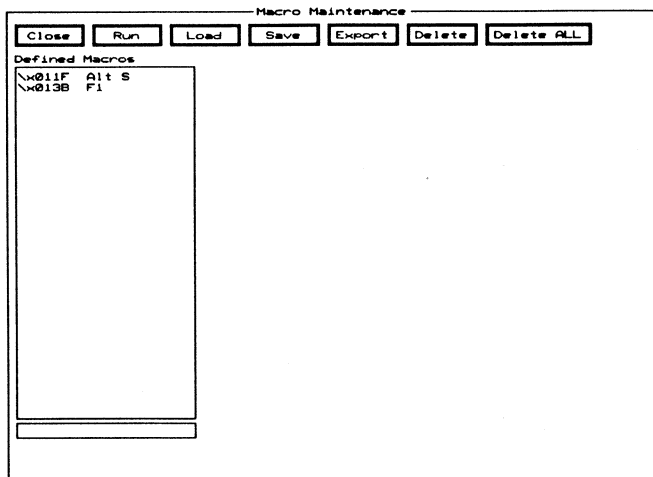 Macro Maintenance
Close Run Load Save Export Delete Delete ALL
Defined Macros
\x011F Alt S
\x013B F1